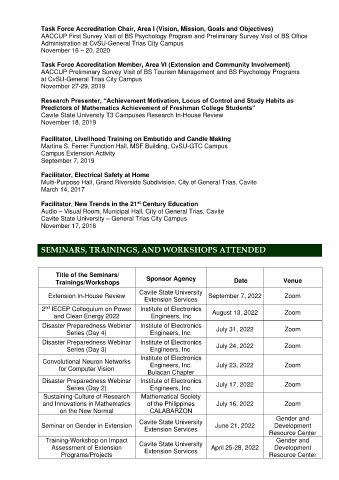 Task Force Accreditation Chair, Area I (Vision, Mission, Goals and Objectives)
AACCUP First Survey Visit of BS Psychology Program and Preliminary Survey Visit of BS Office
Administration at CvSU-General Trias City Campus
November 16 – 20, 2020
Task Force Accreditation Member, Area VI (Extension and Community Involvement)
AACCUP Preliminary Survey Visit of BS Tourism Management and BS Psychology Programs
at CvSU-General Trias City Campus
November 27-29, 2019
Research Presenter, “Achievement Motivation, Locus of Control and Study Habits as
Predictors of Mathematics Achievement of Freshman College Students”
Cavite State University T3 Campuses Research In-House Review
November 18, 2019
Facilitator, Livelihood Training on Embutido and Candle Making
Martina S. Ferrer Function Hall, MSF Building, CvSU-GTC Campus
Campus Extension Activity
September 7, 2019
Facilitator, Electrical Safety at Home
Multi-Purpose Hall, Grand Riverside Subdivision, City of General Trias, Cavite
March 14, 2017
Facilitator, New Trends in the 21st Century Education
Audio – Visual Room, Municipal Hall, City of General Trias, Cavite
Cavite State University – General Trias City Campus
November 17, 2016
SEMINARS, TRAININGS, AND WORKSHOPS ATTENDED
Title of the Seminars/
Trainings/Workshops
Sponsor Agency
Date
Venue
Extension In-House Review
Cavite State University
Extension Services
September 7, 2022
Zoom
2nd IECEP Colloquium on Power
and Clean Energy 2022
Institute of Electronics
Engineers, Inc
August 13, 2022
Zoom
Disaster Preparedness Webinar
Series (Day 4)
Institute of Electronics
Engineers, Inc.
July 31, 2022
Zoom
Disaster Preparedness Webinar
Series (Day 3)
Institute of Electronics
Engineers, Inc.
July 24, 2022
Zoom
Convolutional Neuron Networks
for Computer Vision
Institute of Electronics
Engineers, Inc
Bulacan Chapter
July 23, 2022
Zoom
Disaster Preparedness Webinar
Series (Day 2)
Institute of Electronics
Engineers, Inc.
July 17, 2022
Zoom
Sustaining Culture of Research
and Innovations in Mathematics
on the New Normal
Mathematical Society
of the Philippines
CALABARZON
July 16, 2022
Zoom
Seminar on Gender in Extension
Cavite State University
Extension Services
June 21, 2022
Gender and
Development
Resource Center
Training-Workshop on Impact
Assessment of Extension
Programs/Projects
Cavite State University
Extension Services
April 25-28, 2022
Gender and
Development
Resource Center